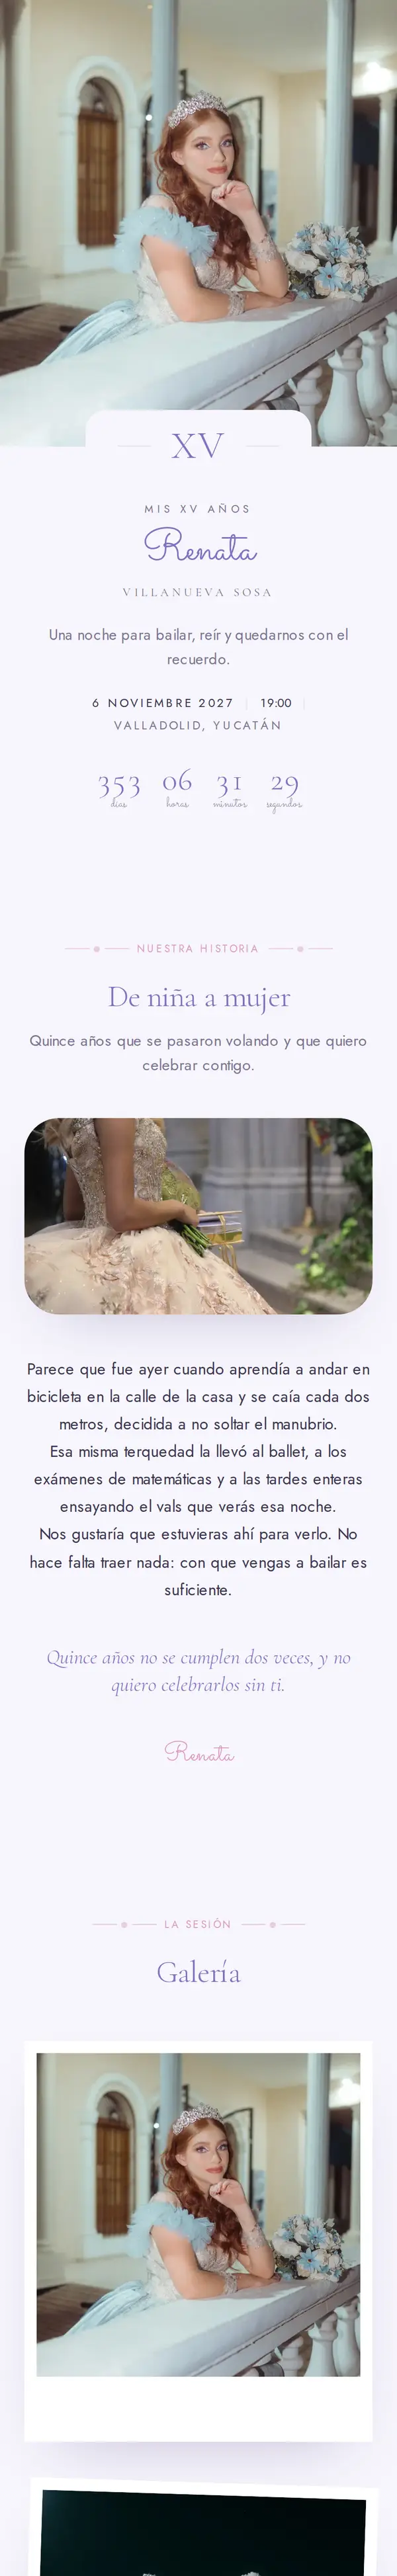 XV
MIS XV AÑOS
Renata
VILLANUEVA SOSA
Una noche para bailar, reír y quedarnos con el
recuerdo.
6 NOVIEMBRE 2027 | 19:00 |
VALLADOLID, YUCATÁN
353 06 31 29
días horas minutos segundos
NUESTRA HISTORIA
De niña a mujer
Quince años que se pasaron volando y que quiero
celebrar contigo.
Parece que fue ayer cuando aprendía a andar en
bicicleta en la calle de la casa y se caía cada dos
metros, decidida a no soltar el manubrio.
Esa misma terquedad la llevó al ballet, a los
exámenes de matemáticas y a las tardes enteras
ensayando el vals que verás esa noche.
Nos gustaría que estuvieras ahí para verlo. No
hace falta traer nada: con que vengas a bailar es
suficiente.
Quince años no se cumplen dos veces, y no
quiero celebrarlos sin ti.
Renata
LA SESIÓN
Galería